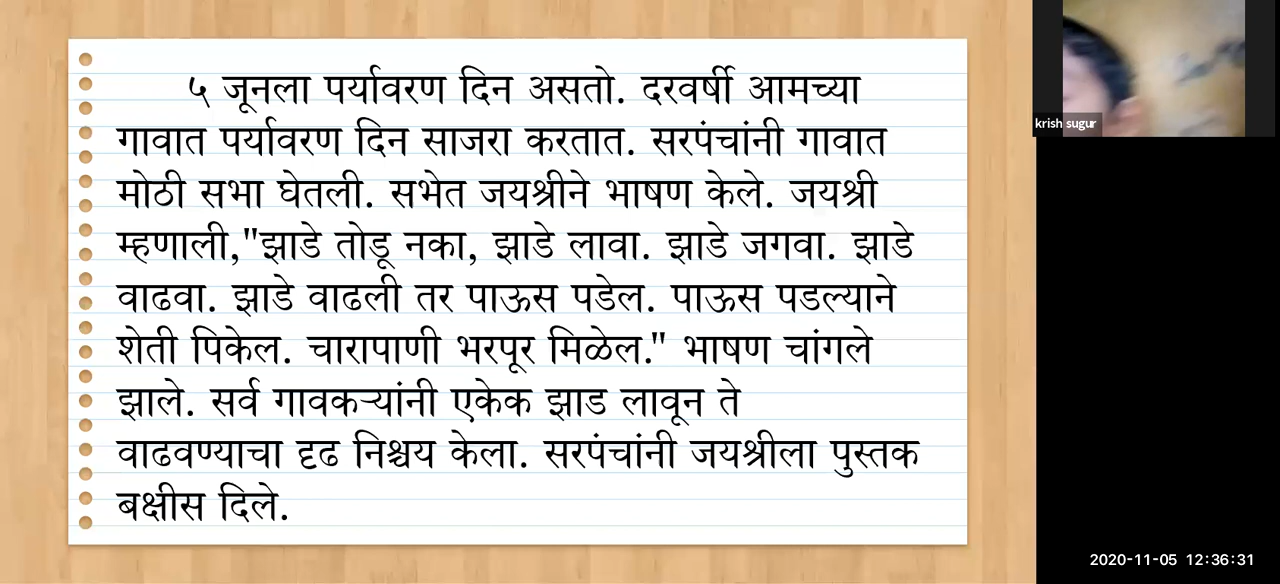 ५ जूनला पर्यावरण दिन असतो. दरवर्षी आमच्या
गावात पर्यावरण दिन साजरा करतात. सरपंचांनी गावात
मोठी सभा घेतली. सभेत जयश्रीने भाषण केले. जयश्री
म्हणाली,"झाडे तोडू नका, झाडे लावा. झाडे जगवा. झाडे
वाढवा. झाडे वाढली तर पाऊस पडेल. पाऊस पडल्याने
शेती पिकेल. चारापाणी भरपूर मिळेल." भाषण चांगले
झाले. सर्व गावकऱ्यांनी एकेक झाड लावून ते
वाढवण्याचा दृढ निश्चय केला. सरपंचांनी जयश्रीला पुस्तक
बक्षीस दिले.
krish sugur
2020-11-05 12:36:31